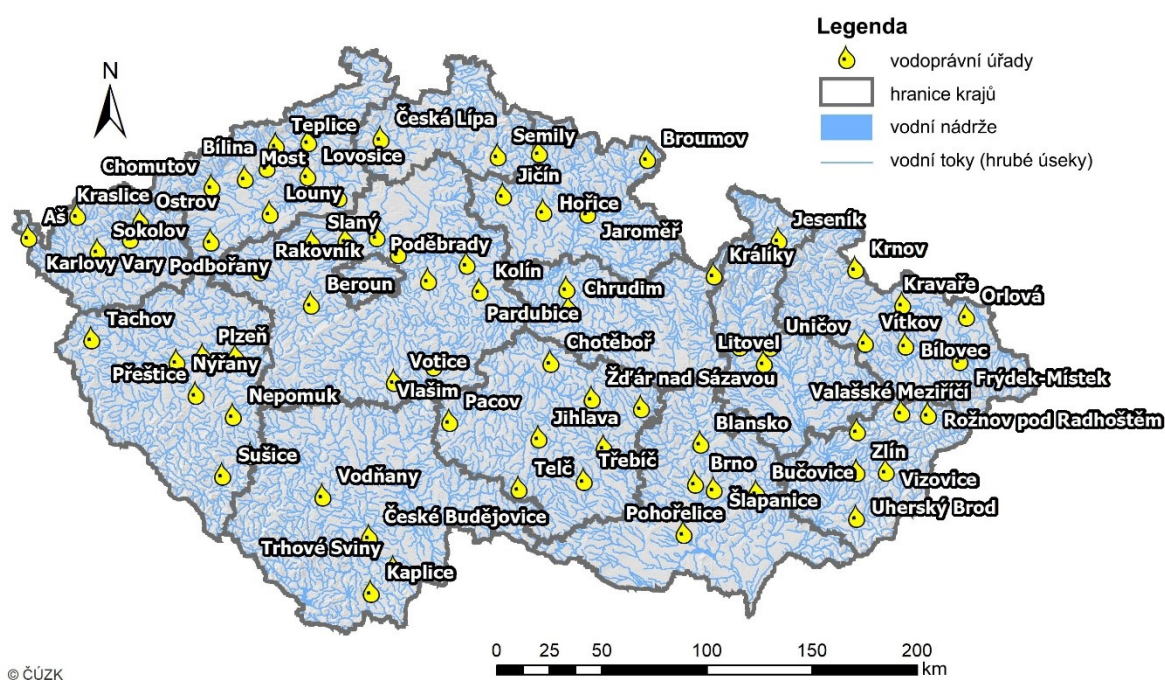 Legenda
vodoprávní úřady
hranice krajů
vodní nádrže
vodní toky (hrubé úseky)
N
Teplice
Česká Lípa
Semily
Broumov
Bílina
Most
Lovosice
Chomutov
Jičín
Kraslice
Ostrov
Louny
Hořice
Aš
Slaný
Jaroměř
Jeseník
Sokolov
Rakovník
Poděbrady
Králíky
Krnov
Karlovy Vary
Podbořany
Kolín
Beroun
Chrudim
Kravaře
Orlová
Pardubice
Tachov
Plzeň
Chotěboř
Litovel
Uničov
Vítkov
Nýřany
Votice
Bílovec
Přeštice
Vlašim
Žďár nad Sázavou
Frýdek-Místek
Nepomuk
Pacov
Valašské Meziříčí
Jihlava
Rožnov pod Radhoštěm
Blansko
Sušice
Telč
Třebíč
Brno
Bučovice
Zlín
Vodňany
Vizovice
Šlapanice
České Budějovice
Pohořelice
Uherský Brod
Trhové Sviny
Kaplice
0 25 50 100 150 200
km
© ČÚZK